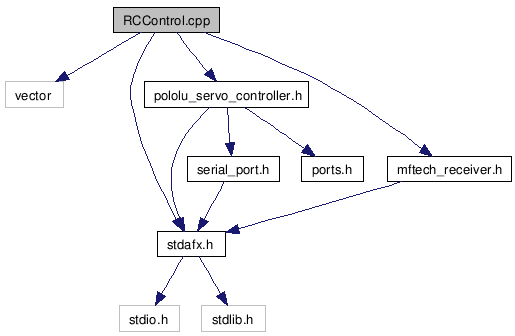 RCControl.cpp
vector
pololu_servo_controller.h
serial_port.h
ports.h
mftech_receiver.h
stdafx.h
stdio.h
stdlib.h